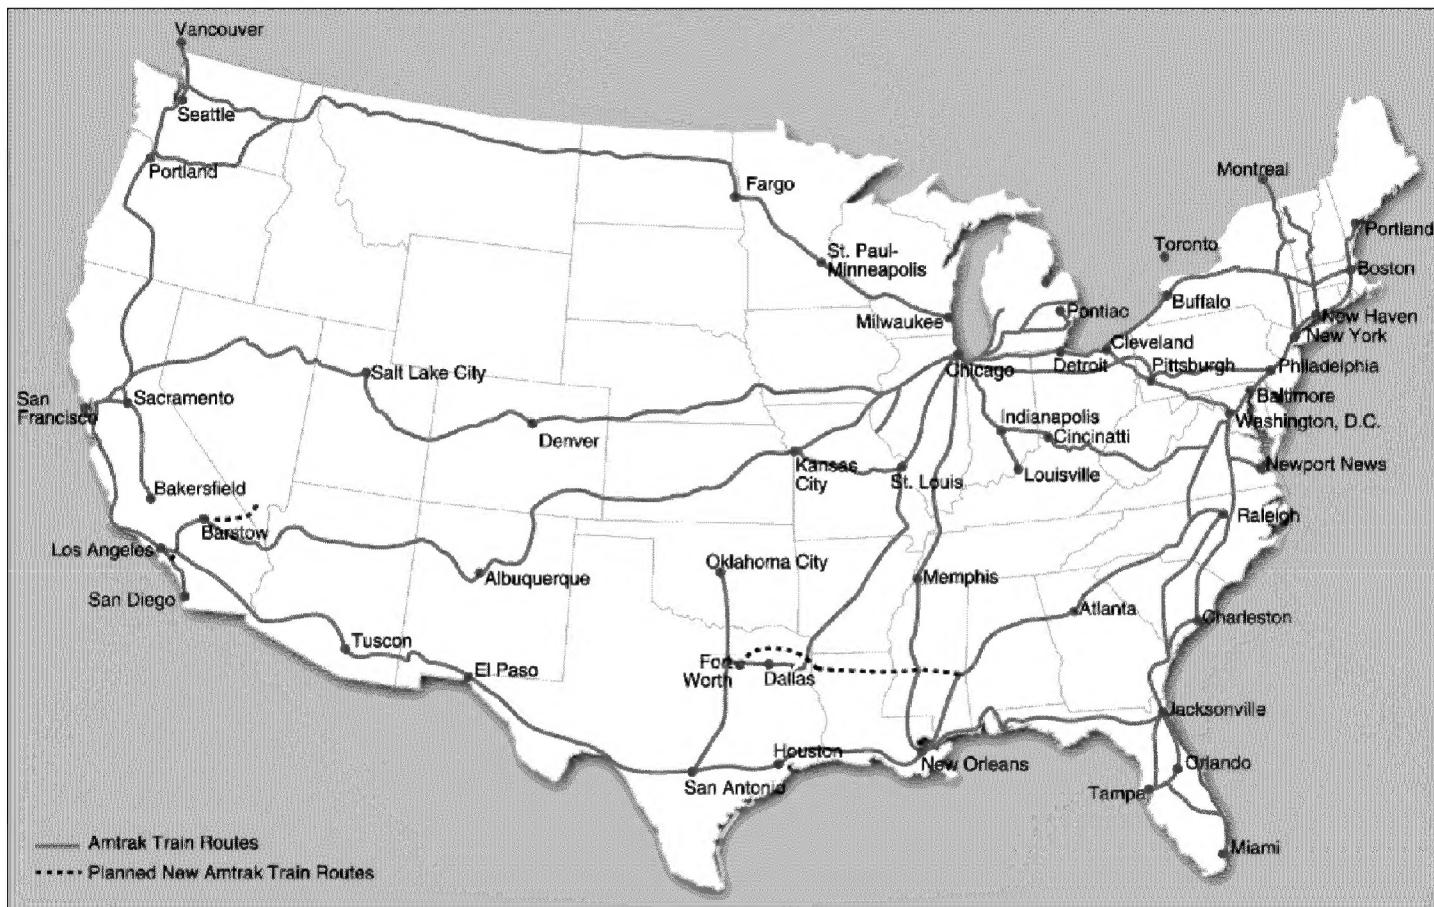 Vancouver
Seattle
Portland
Fargo
St. Paul-
Minneapolis
Milwaukee
Montreal
Portland
Toronto
Boston
Buffalo
Pontiac
New Haven
New York
Cleveland
Chicago
Detroit
Pittsburgh
Philadelphia
Baltimore
Washington, D.C.
Salt Lake City
San
Francisco
Sacramento
Denver
Indianapolis
Cincinatti
Kansas
City
St. Louis
Louisville
Newport News
Bakersfield
Barstow
Raleigh
Los Angeles
Albuquerque
Oklahoma City
Memphis
San Diego
Atlanta
Charleston
Tuscon
El Paso
Fort
Worth
Dallas
Jacksonville
Houston
New Orleans
Orlando
San Antonio
Tampa
Miami
Amtrak Train Routes
Planned New Amtrak Train Routes